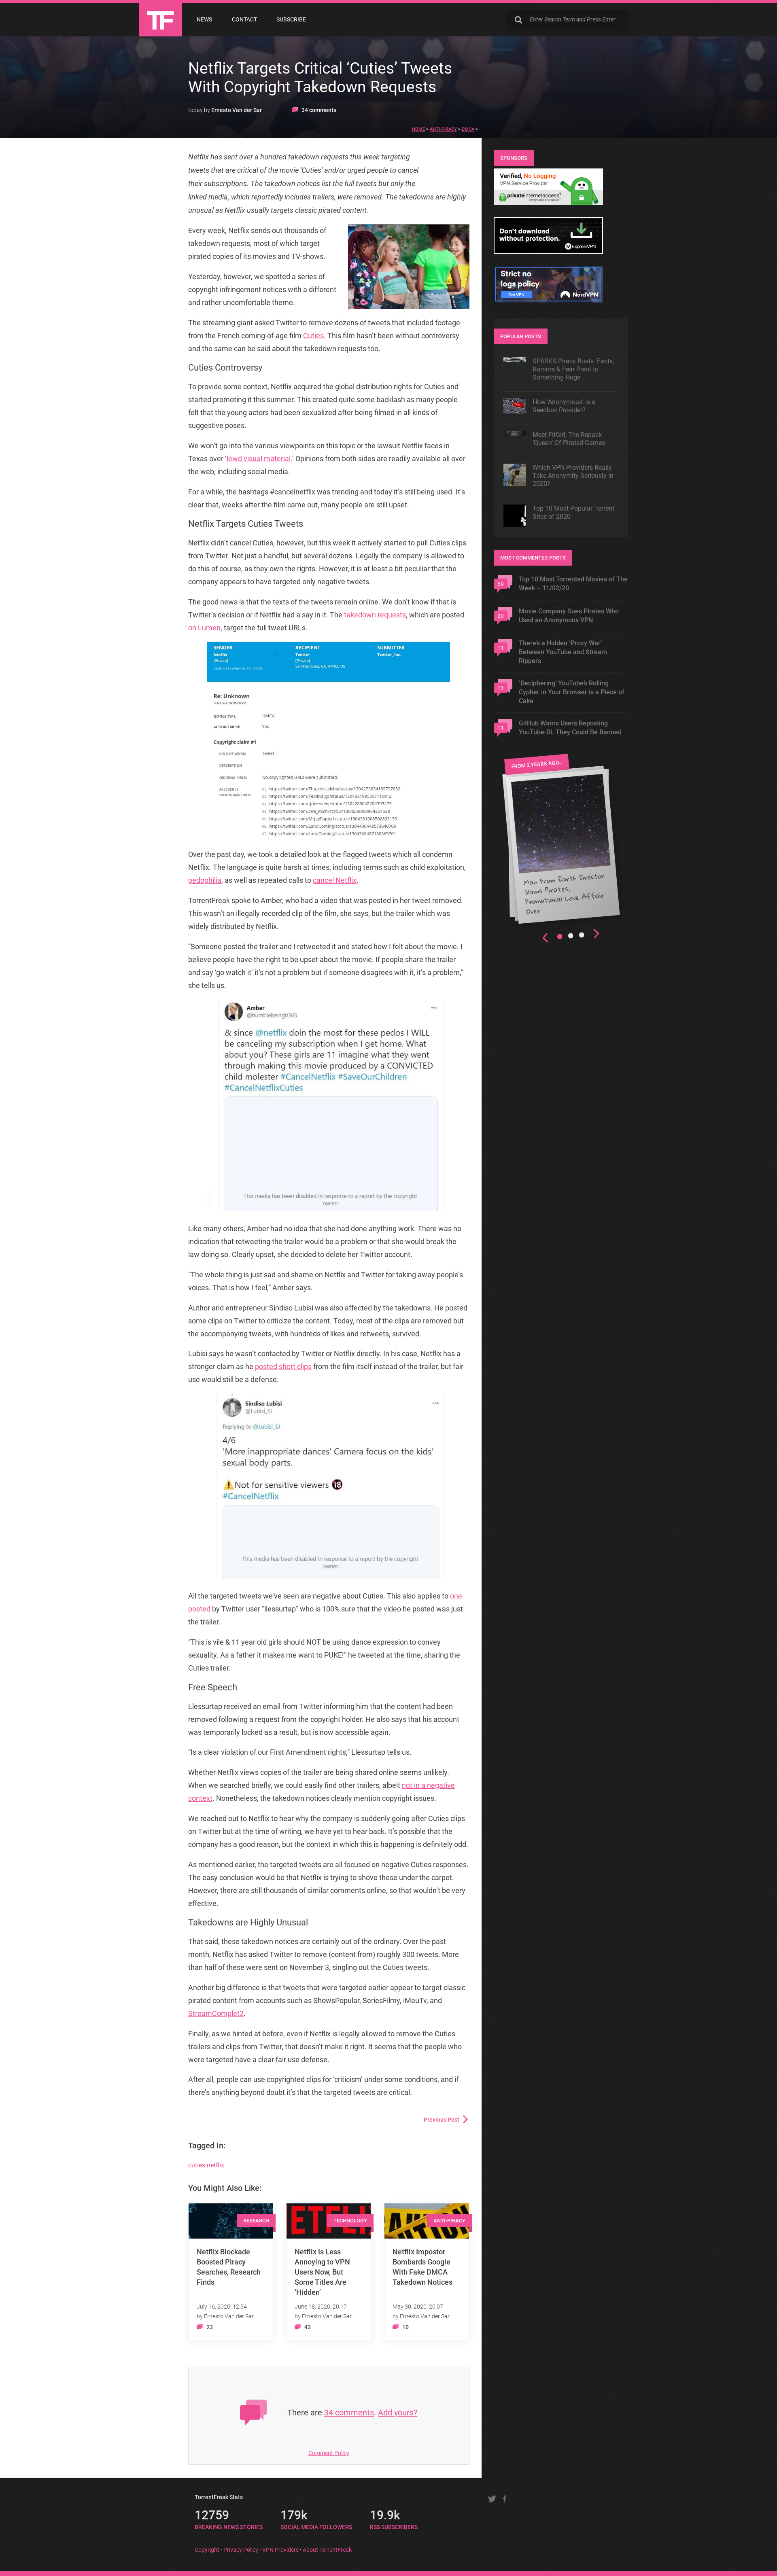 TF
NEWS
CONTACT
SUBSCRIBE
Enter Search Term and Press Enter
Netflix Targets Critical ‘Cuties’ Tweets
With Copyright Takedown Requests
today by Ernesto Van der Sar
34 comments
HOME > ANTI-PIRACY > DMCA >
Netflix has sent over a hundred takedown requests this week targeting
tweets that are critical of the movie 'Cuties' and/or urged people to cancel
their subscriptions. The takedown notices list the full tweets but only the
linked media, which reportedly includes trailers, were removed. The takedowns are highly
unusual as Netflix usually targets classic pirated content.
Every week, Netflix sends out thousands of
takedown requests, most of which target
pirated copies of its movies and TV-shows.
Yesterday, however, we spotted a series of
copyright infringement notices with a different
and rather uncomfortable theme.
The streaming giant asked Twitter to remove dozens of tweets that included footage
from the French coming-of-age film Cuties. This film hasn’t been without controversy
and the same can be said about the takedown requests too.
Cuties Controversy
To provide some context, Netflix acquired the global distribution rights for Cuties and
started promoting it this summer. This created quite some backlash as many people
felt that the young actors had been sexualized after being filmed in all kinds of
suggestive poses.
We won’t go into the various viewpoints on this topic or the lawsuit Netflix faces in
Texas over ‘lewd visual material.’ Opinions from both sides are readily available all over
the web, including social media.
For a while, the hashtags #cancelnetflix was trending and today it’s still being used. It’s
clear that, weeks after the film came out, many people are still upset.
Netflix Targets Cuties Tweets
Netflix didn’t cancel Cuties, however, but this week it actively started to pull Cuties clips
from Twitter. Not just a handful, but several dozens. Legally the company is allowed to
do this of course, as they own the rights. However, it is at least a bit peculiar that the
company appears to have targeted only negative tweets.
The good news is that the texts of the tweets remain online. We don’t know if that is
Twitter’s decision or if Netflix had a say in it. The takedown requests, which are posted
on Lumen, target the full tweet URLs.
SENDER
Netflix
[Private]
Sent on November 04, 2020
RECIPIENT
Twitter
[Private]
San Francisco, CA, 94103, US
SUBMITTER
Twitter, Inc.
Re: Unknown
SENT VIA: WEB FORM
NOTICE TYPE: DMCA
ACTION TAKEN: Yes
Copyright claim #1
KIND OF WORK: Tweet
DESCRIPTION
ORIGINAL URLS: No copyrighted URLs were submitted.
ALLEGEDLY
INFRINGING URLS:
Over the past day, we took a detailed look at the flagged tweets which all condemn
Netflix. The language is quite harsh at times, including terms such as child exploitation,
pedophilia, as well as repeated calls to cancel Netflix.
TorrentFreak spoke to Amber, who had a video that was posted in her tweet removed.
This wasn’t an illegally recorded clip of the film, she says, but the trailer which was
widely distributed by Netflix.
“Someone posted the trailer and I retweeted it and stated how I felt about the movie. I
believe people have the right to be informed about the movie. If people share the trailer
and say ‘go watch it’ it’s not a problem but if someone disagrees with it, it’s a problem,”
she tells us.
Amber
@humblebeing0305
& since @netflix doin the most for these pedos I WILL
be canceling my subscription when I get home. What
about you? These girls are 11 imagine what they went
through making this movie produced by a CONVICTED
child molester #CancelNetflix #SaveOurChildren
#CancelNetflixCuties
This media has been disabled in response to a report by the copyright
owner.
Like many others, Amber had no idea that she had done anything work. There was no
indication that retweeting the trailer would be a problem or that she would break the
law doing so. Clearly upset, she decided to delete her Twitter account.
“The whole thing is just sad and shame on Netflix and Twitter for taking away people’s
voices. That is how I feel,” Amber says.
Author and entrepreneur Sindiso Lubisi was also affected by the takedowns. He posted
some clips on Twitter to criticize the content. Today, most of the clips are removed but
the accompanying tweets, with hundreds of likes and retweets, survived.
Lubisi says he wasn’t contacted by Twitter or Netflix directly. In his case, Netflix has a
stronger claim as he posted short clips from the film itself instead of the trailer, but fair
use would still be a defense.
Sindiso Lubisi
@Lubisi_SJ
Replying to @Lubisi_SJ
4/6
'More inappropriate dances' Camera focus on the kids'
sexual body parts.
⚠️Not for sensitive viewers 🔞
#CancelNetflix
This media has been disabled in response to a report by the copyright
owner.
All the targeted tweets we’ve seen are negative about Cuties. This also applies to one
posted by Twitter user “llessurtap” who is 100% sure that the video he posted was just
the trailer.
“This is vile & 11 year old girls should NOT be using dance expression to convey
sexuality. As a father it makes me want to PUKE!” he tweeted at the time, sharing the
Cuties trailer.
Free Speech
Llessurtap received an email from Twitter informing him that the content had been
removed following a request from the copyright holder. He also says that his account
was temporarily locked as a result, but is now accessible again.
“Is a clear violation of our First Amendment rights,” Llessurtap tells us.
Whether Netflix views copies of the trailer are being shared online seems unlikely.
When we searched briefly, we could easily find other trailers, albeit not in a negative
context. Nonetheless, the takedown notices clearly mention copyright issues.
We reached out to Netflix to hear why the company is suddenly going after Cuties clips
on Twitter but at the time of writing, we have yet to hear back. It’s possible that the
company has a good reason, but the context in which this is happening is definitely odd.
As mentioned earlier, the targeted tweets are all focused on negative Cuties responses.
The easy conclusion would be that Netflix is trying to shove these under the carpet.
However, there are still thousands of similar comments online, so that wouldn’t be very
effective.
Takedowns are Highly Unusual
That said, these takedown notices are certainly out of the ordinary. Over the past
month, Netflix has asked Twitter to remove (content from) roughly 300 tweets. More
than half of these were sent on November 3, singling out the Cuties tweets.
Another big difference is that tweets that were targeted earlier appear to target classic
pirated content from accounts such as ShowsPopular, SeriesFilmy, iMeuTv, and
StreamComplet2.
Finally, as we hinted at before, even if Netflix is legally allowed to remove the Cuties
trailers and clips from Twitter, that doesn’t make it right. It seems that the people who
were targeted have a clear fair use defense.
After all, people can use copyrighted clips for ‘criticism’ under some conditions, and if
there’s anything beyond doubt it’s that the targeted tweets are critical.
Previous Post
Tagged In:
cuties netflix
You Might Also Like:
RESEARCH
Netflix Blockade
Boosted Piracy
Searches, Research
Finds
July 16, 2020, 12:34
by Ernesto Van der Sar
23
TECHNOLOGY
Netflix Is Less
Annoying to VPN
Users Now, But
Some Titles Are
‘Hidden’
June 18, 2020, 20:17
by Ernesto Van der Sar
43
ANTI-PIRACY
Netflix Impostor
Bombards Google
With Fake DMCA
Takedown Notices
May 30, 2020, 20:07
by Ernesto Van der Sar
10
There are 34 comments. Add yours?
Comment Policy
SPONSORS
Verified, No Logging
VPN Service Provider
privateinternetaccess
Don't download
without protection.
ExpressVPN
Strict no
logs policy
Get VPN
NordVPN
POPULAR POSTS
SPARKS Piracy Busts: Facts,
Rumors & Fear Point to
Something Huge
How ‘Anonymous’ is a
Seedbox Provider?
Meet FitGirl, The Repack
‘Queen’ Of Pirated Games
Which VPN Providers Really
Take Anonymity Seriously in
2020?
Top 10 Most Popular Torrent
Sites of 2020
MOST COMMENTED POSTS
69
Top 10 Most Torrented Movies of The
Week – 11/02/20
20
Movie Company Sues Pirates Who
Used an Anonymous VPN
11
There’s a Hidden ‘Proxy War’
Between YouTube and Stream
Rippers
13
‘Deciphering’ YouTube’s Rolling
Cypher in Your Browser is a Piece of
Cake
11
GitHub Warns Users Reposting
YouTube-DL They Could Be Banned
FROM 2 YEARS AGO…
Man From Earth Director
Slams Pirates,
Promotional Love Affair
Over
TorrentFreak Stats
12759
BREAKING NEWS STORIES
179k
SOCIAL MEDIA FOLLOWERS
19.9k
RSS SUBSCRIBERS
Copyright - Privacy Policy - VPN Providers - About TorrentFreak